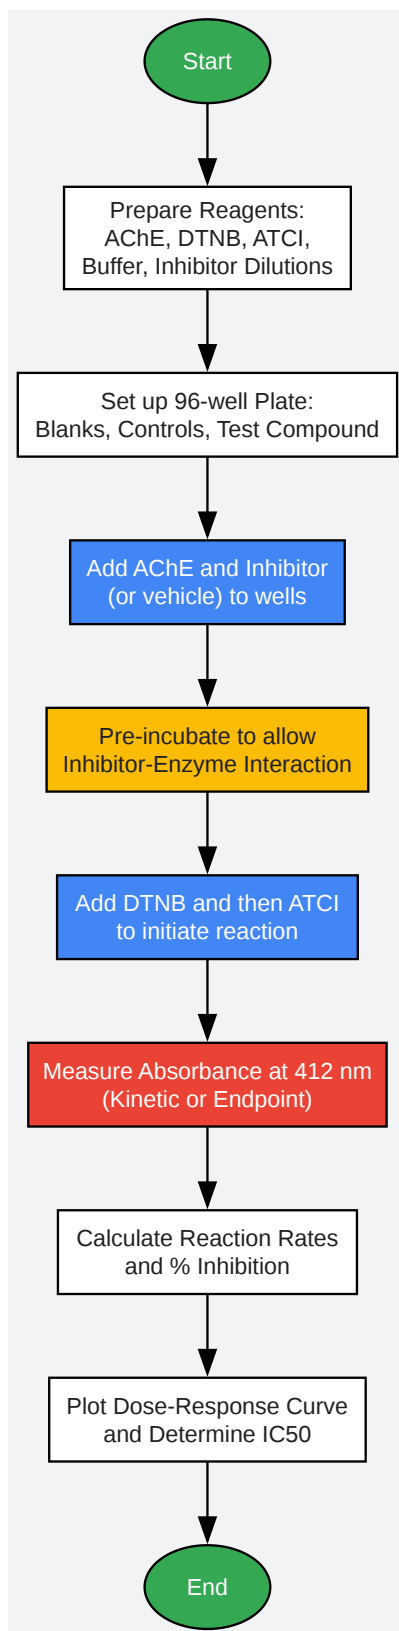 Start
Prepare Reagents:
AChE, DTNB, ATCI,
Buffer, Inhibitor Dilutions
Set up 96-well Plate:
Blanks, Controls, Test Compound
Add AChE and Inhibitor
(or vehicle) to wells
Pre-incubate to allow
Inhibitor-Enzyme Interaction
Add DTNB and then ATCI
to initiate reaction
Measure Absorbance at 412 nm
(Kinetic or Endpoint)
Calculate Reaction Rates
and % Inhibition
Plot Dose-Response Curve
and Determine IC50
End